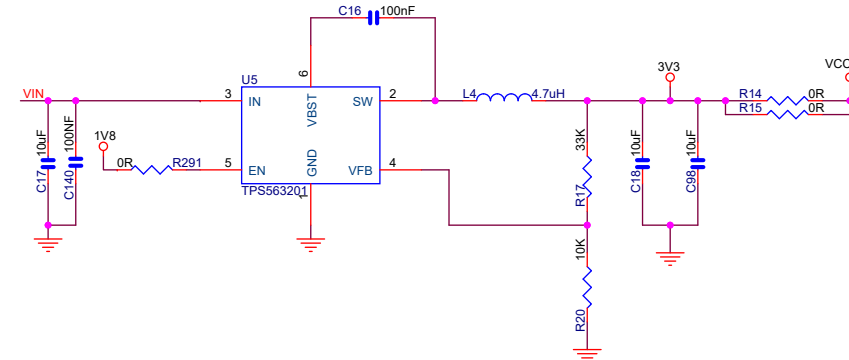 C16 100nF
U5
6
VBST
3V3
VCC
VIN
3 IN
SW 2
L4 4.7uH
R14 0R
R15 0R
10uF
100NF
1V8
33K
10uF
10uF
GND
0R R291
5 EN
VFB 4
C17
C140
TPS563201
1
R17
C18
C98
10K
R20